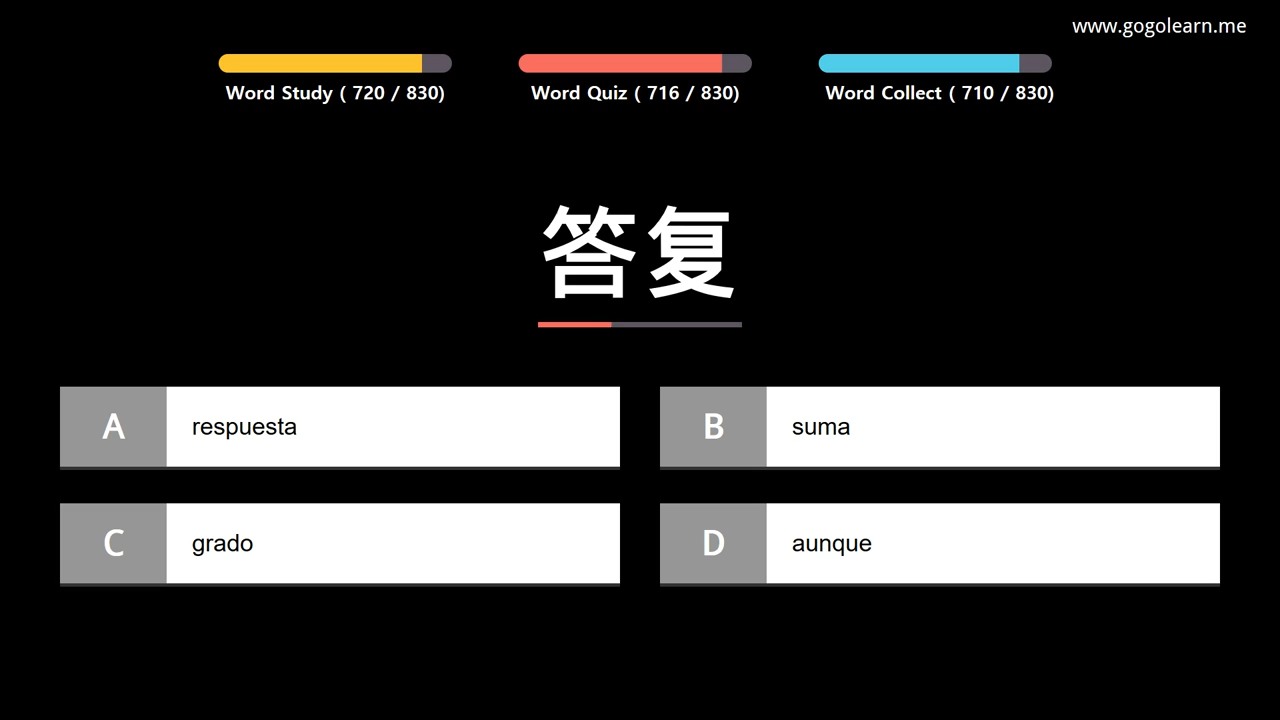 www.gogolearn.me
Word Study ( 720 / 830)
Word Quiz ( 716 / 830)
Word Collect ( 710 / 830)
答复
A respuesta
B suma
C grado
D aunque